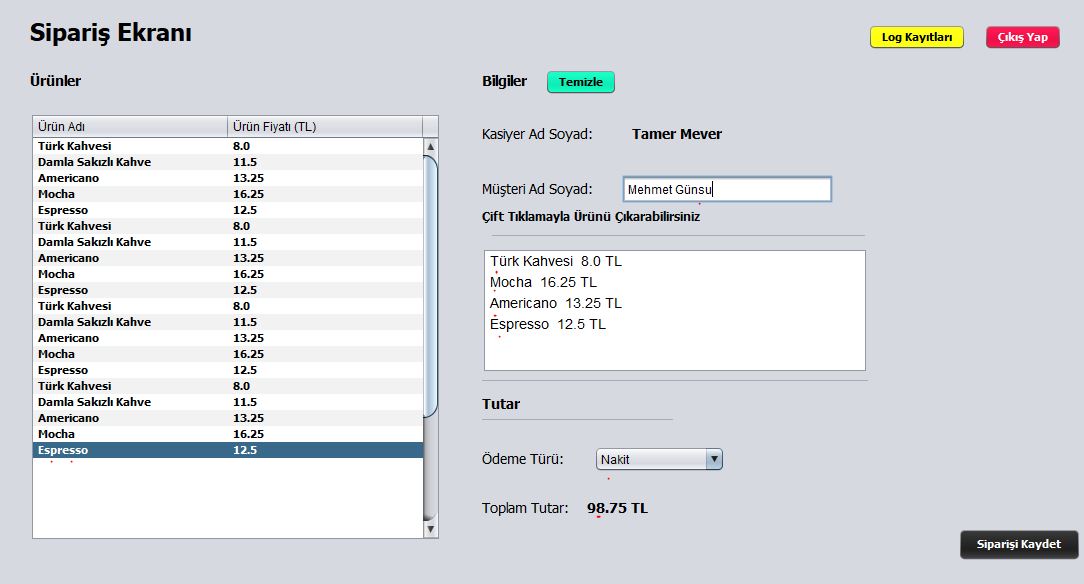 Sipariş Ekranı
Log Kayıtları
Çıkış Yap
Ürünler
Bilgiler
Temizle
Ürün Adı Ürün Fiyatı (TL)
Türk Kahvesi 8.0
Damla Sakızlı Kahve 11.5
Americano 13.25
Mocha 16.25
Espresso 12.5
Türk Kahvesi 8.0
Damla Sakızlı Kahve 11.5
Americano 13.25
Mocha 16.25
Espresso 12.5
Türk Kahvesi 8.0
Damla Sakızlı Kahve 11.5
Americano 13.25
Mocha 16.25
Espresso 12.5
Türk Kahvesi 8.0
Damla Sakızlı Kahve 11.5
Americano 13.25
Mocha 16.25
Espresso 12.5
Kasiyer Ad Soyad: Tamer Mever
Müşteri Ad Soyad: Mehmet Günsu
Çift Tıklamayla Ürünü Çıkarabilirsiniz
Türk Kahvesi 8.0 TL
Mocha 16.25 TL
Americano 13.25 TL
Espresso 12.5 TL
Tutar
Ödeme Türü: Nakit
Toplam Tutar: 98.75 TL
Siparişi Kaydet